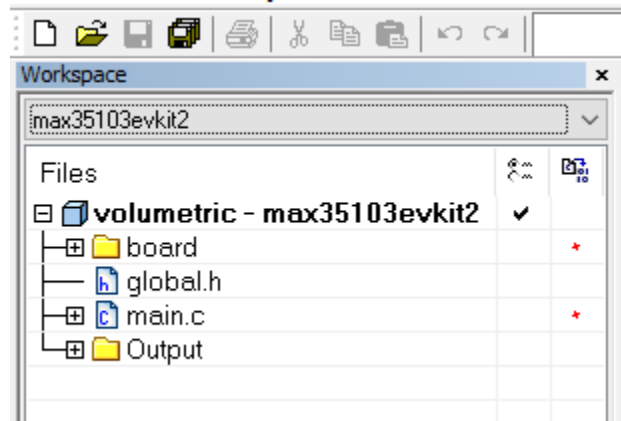 Workspace
max35103evkit2
Files
volumetric - max35103evkit2
board
global.h
main.c
Output